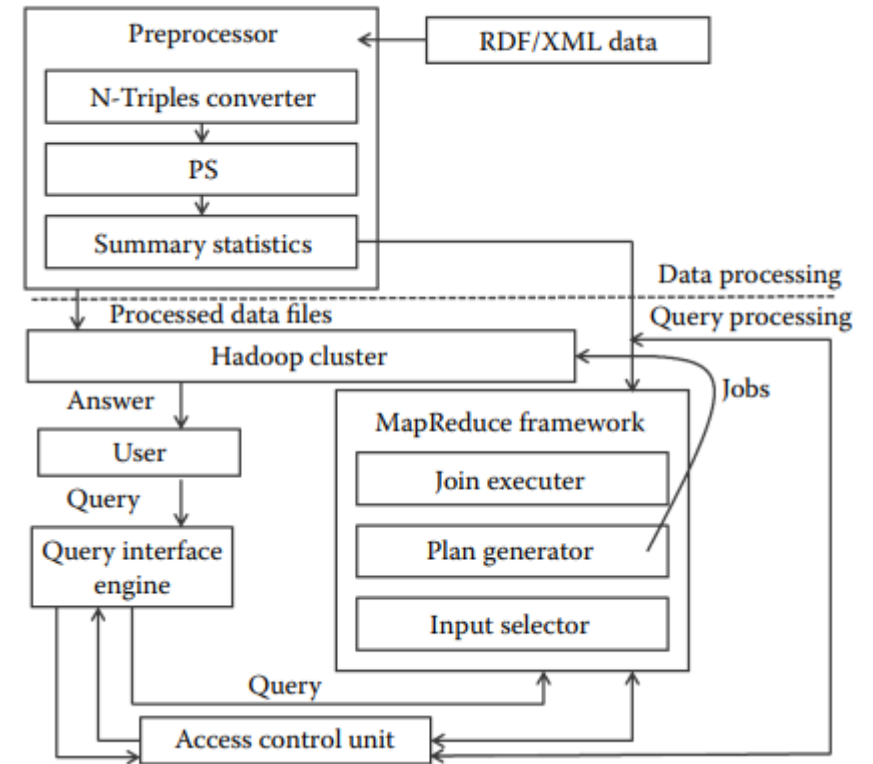 Preprocessor
RDF/XML data
N-Triples converter
PS
Summary statistics
Data processing
Processed data files
Query processing
Hadoop cluster
Answer
Jobs
MapReduce framework
User
Join executer
Query
Query interface
engine
Plan generator
Input selector
Query
Access control unit